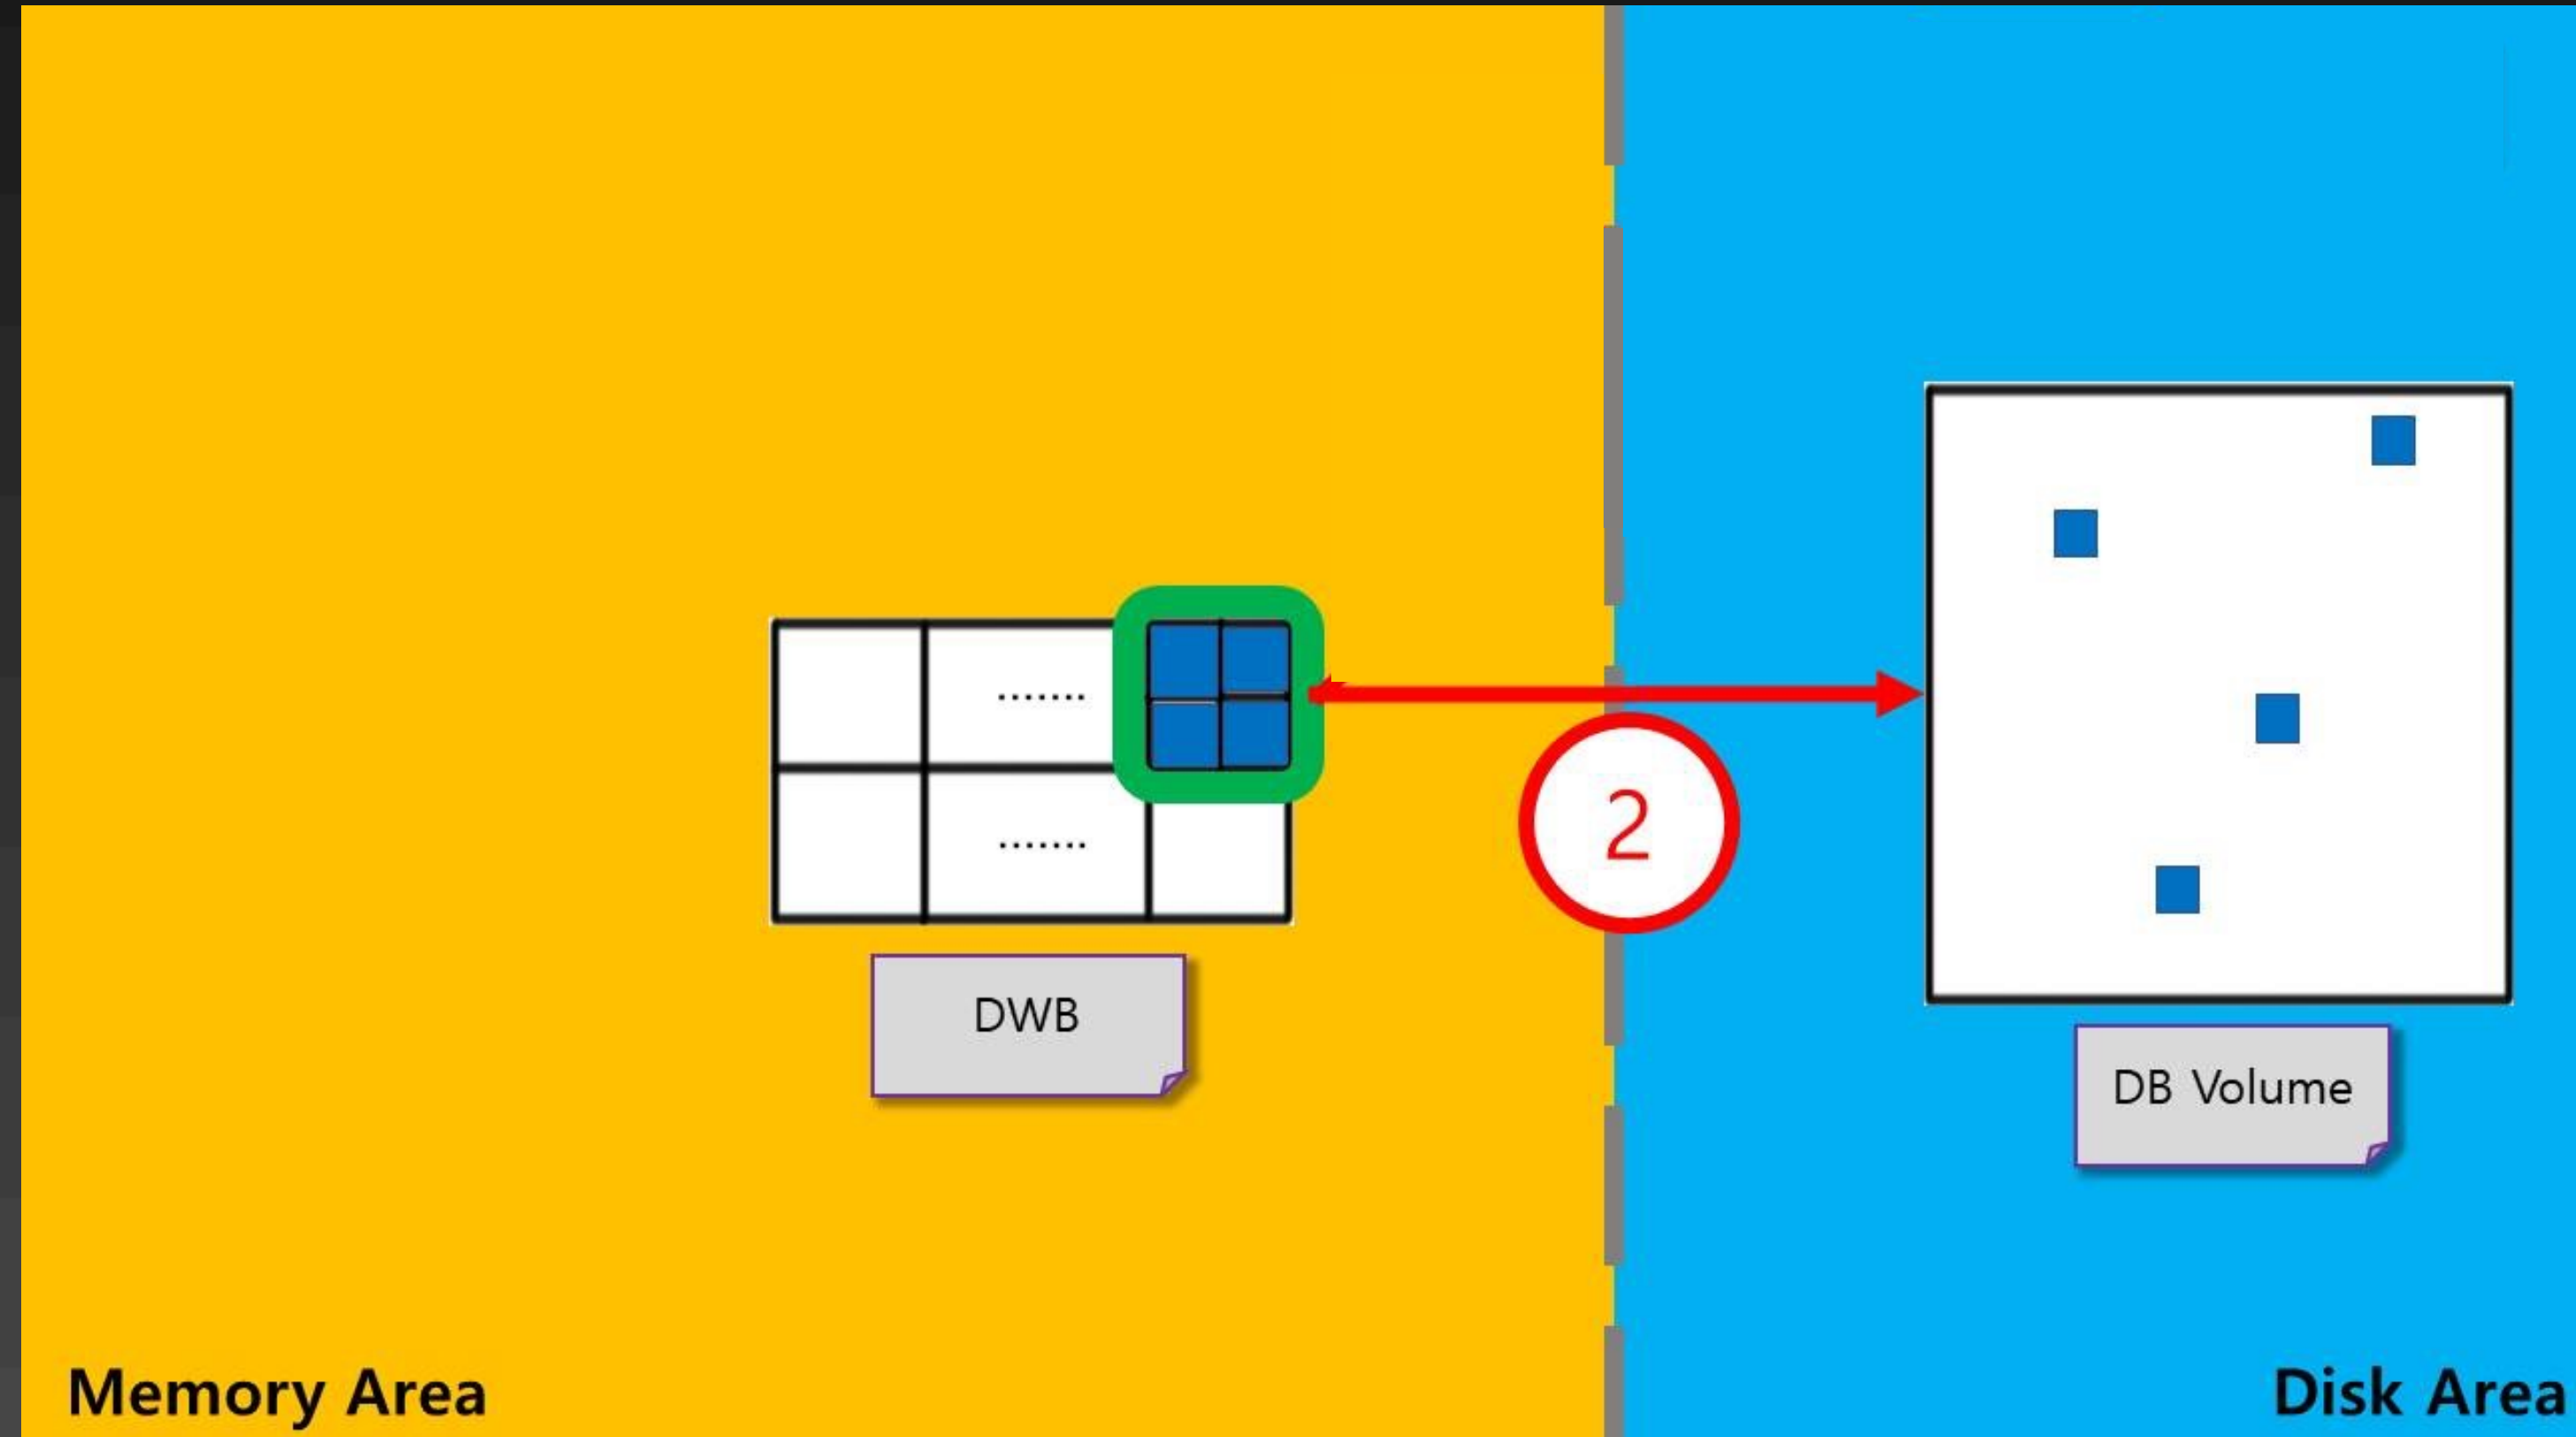 .......
.......
2
DWB
DB Volume
Memory Area
Disk Area